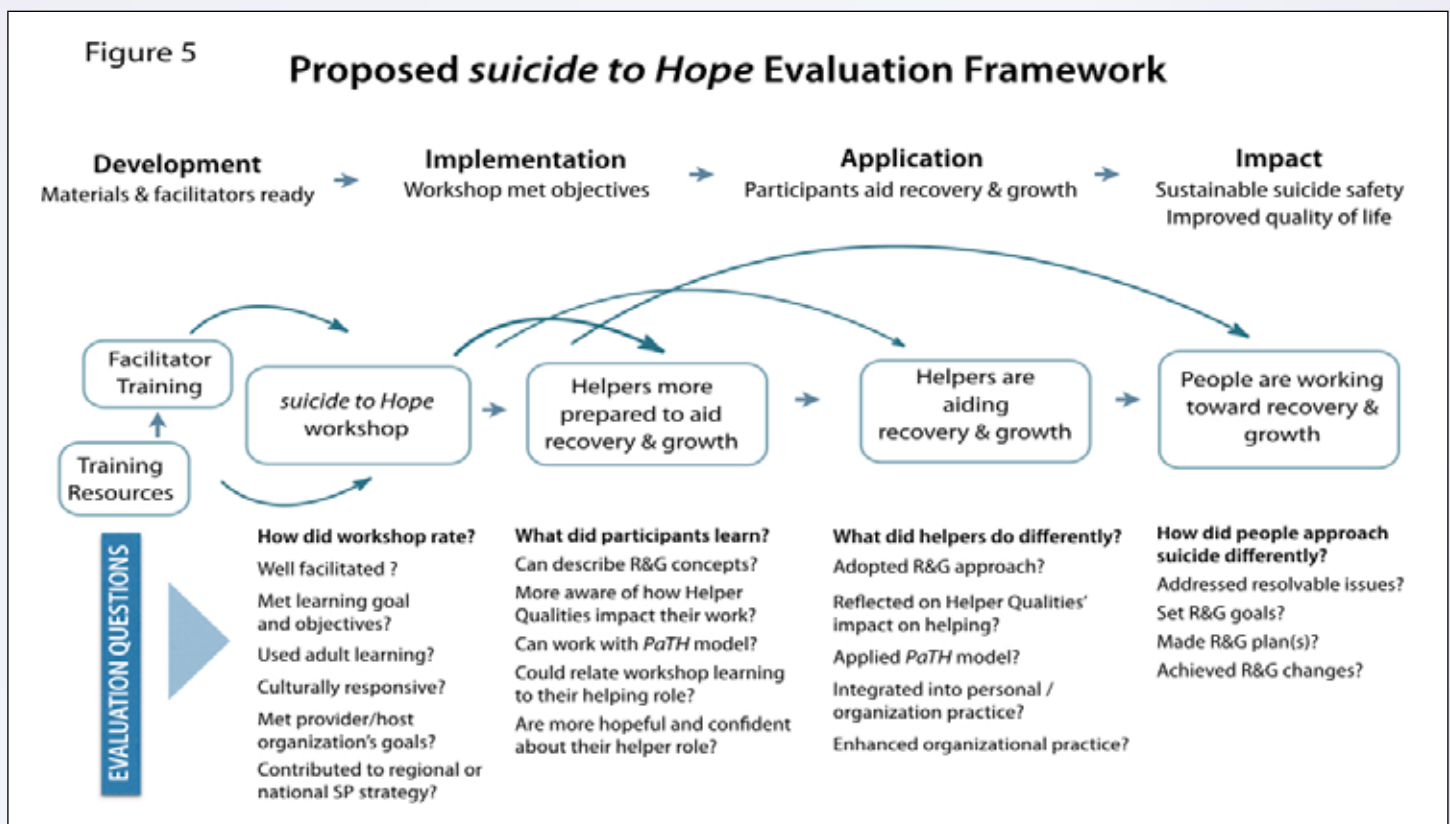 Figure 5
Proposed suicide to Hope Evaluation Framework
Development
Materials & facilitators ready
Implementation
Workshop met objectives
Application
Participants aid recovery & growth
Impact
Sustainable suicide safety
Improved quality of life
Facilitator
Training
Training
Resources
suicide to Hope
workshop
Helpers more
prepared to aid
recovery & growth
Helpers are
aiding
recovery & growth
People are working
toward recovery &
growth
EVALUATION QUESTIONS
How did workshop rate?
Well facilitated ?
Met learning goal
and objectives?
Used adult learning?
Culturally responsive?
Met provider/host
organization's goals?
Contributed to regional or
national SP strategy?
What did participants learn?
Can describe R&G concepts?
More aware of how Helper
Qualities impact their work?
Can work with PaTH model?
Could relate workshop learning
to their helping role?
Are more hopeful and confident
about their helper role?
What did helpers do differently?
Adopted R&G approach?
Reflected on Helper Qualities'
impact on helping?
Applied PaTH model?
Integrated into personal /
organization practice?
Enhanced organizational practice?
How did people approach
suicide differently?
Addressed resolvable issues?
Set R&G goals?
Made R&G plan(s)?
Achieved R&G changes?